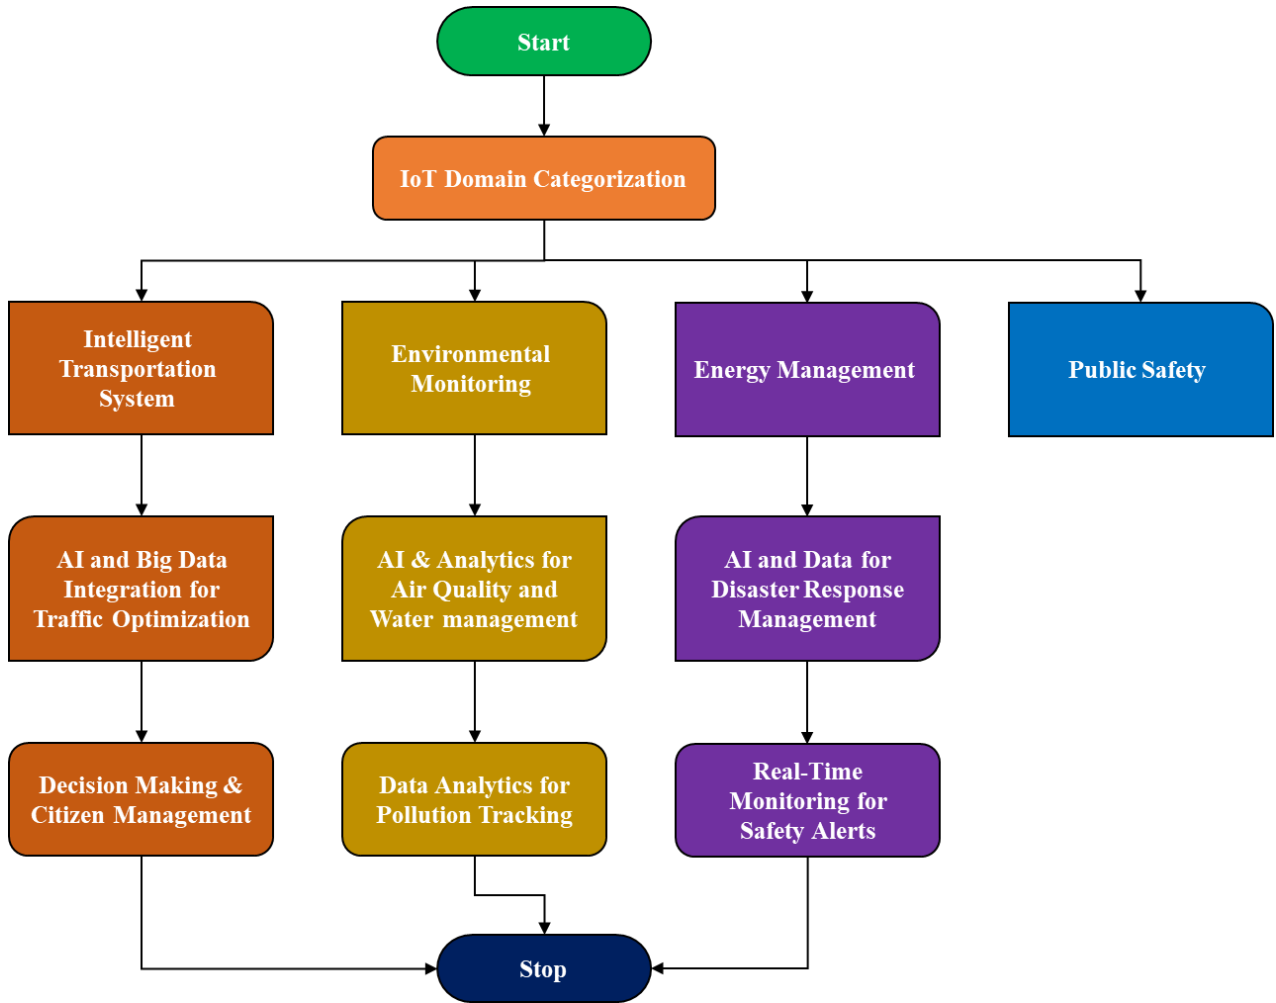 Start
IoT Domain Categorization
Intelligent
Transportation
System
Environmental
Monitoring
Energy Management
Public Safety
AI and Big Data
Integration for
Traffic Optimization
AI & Analytics for
Air Quality and
Water management
AI and Data for
Disaster Response
Management
Decision Making &
Citizen Management
Data Analytics for
Pollution Tracking
Real-Time
Monitoring for
Safety Alerts
Stop